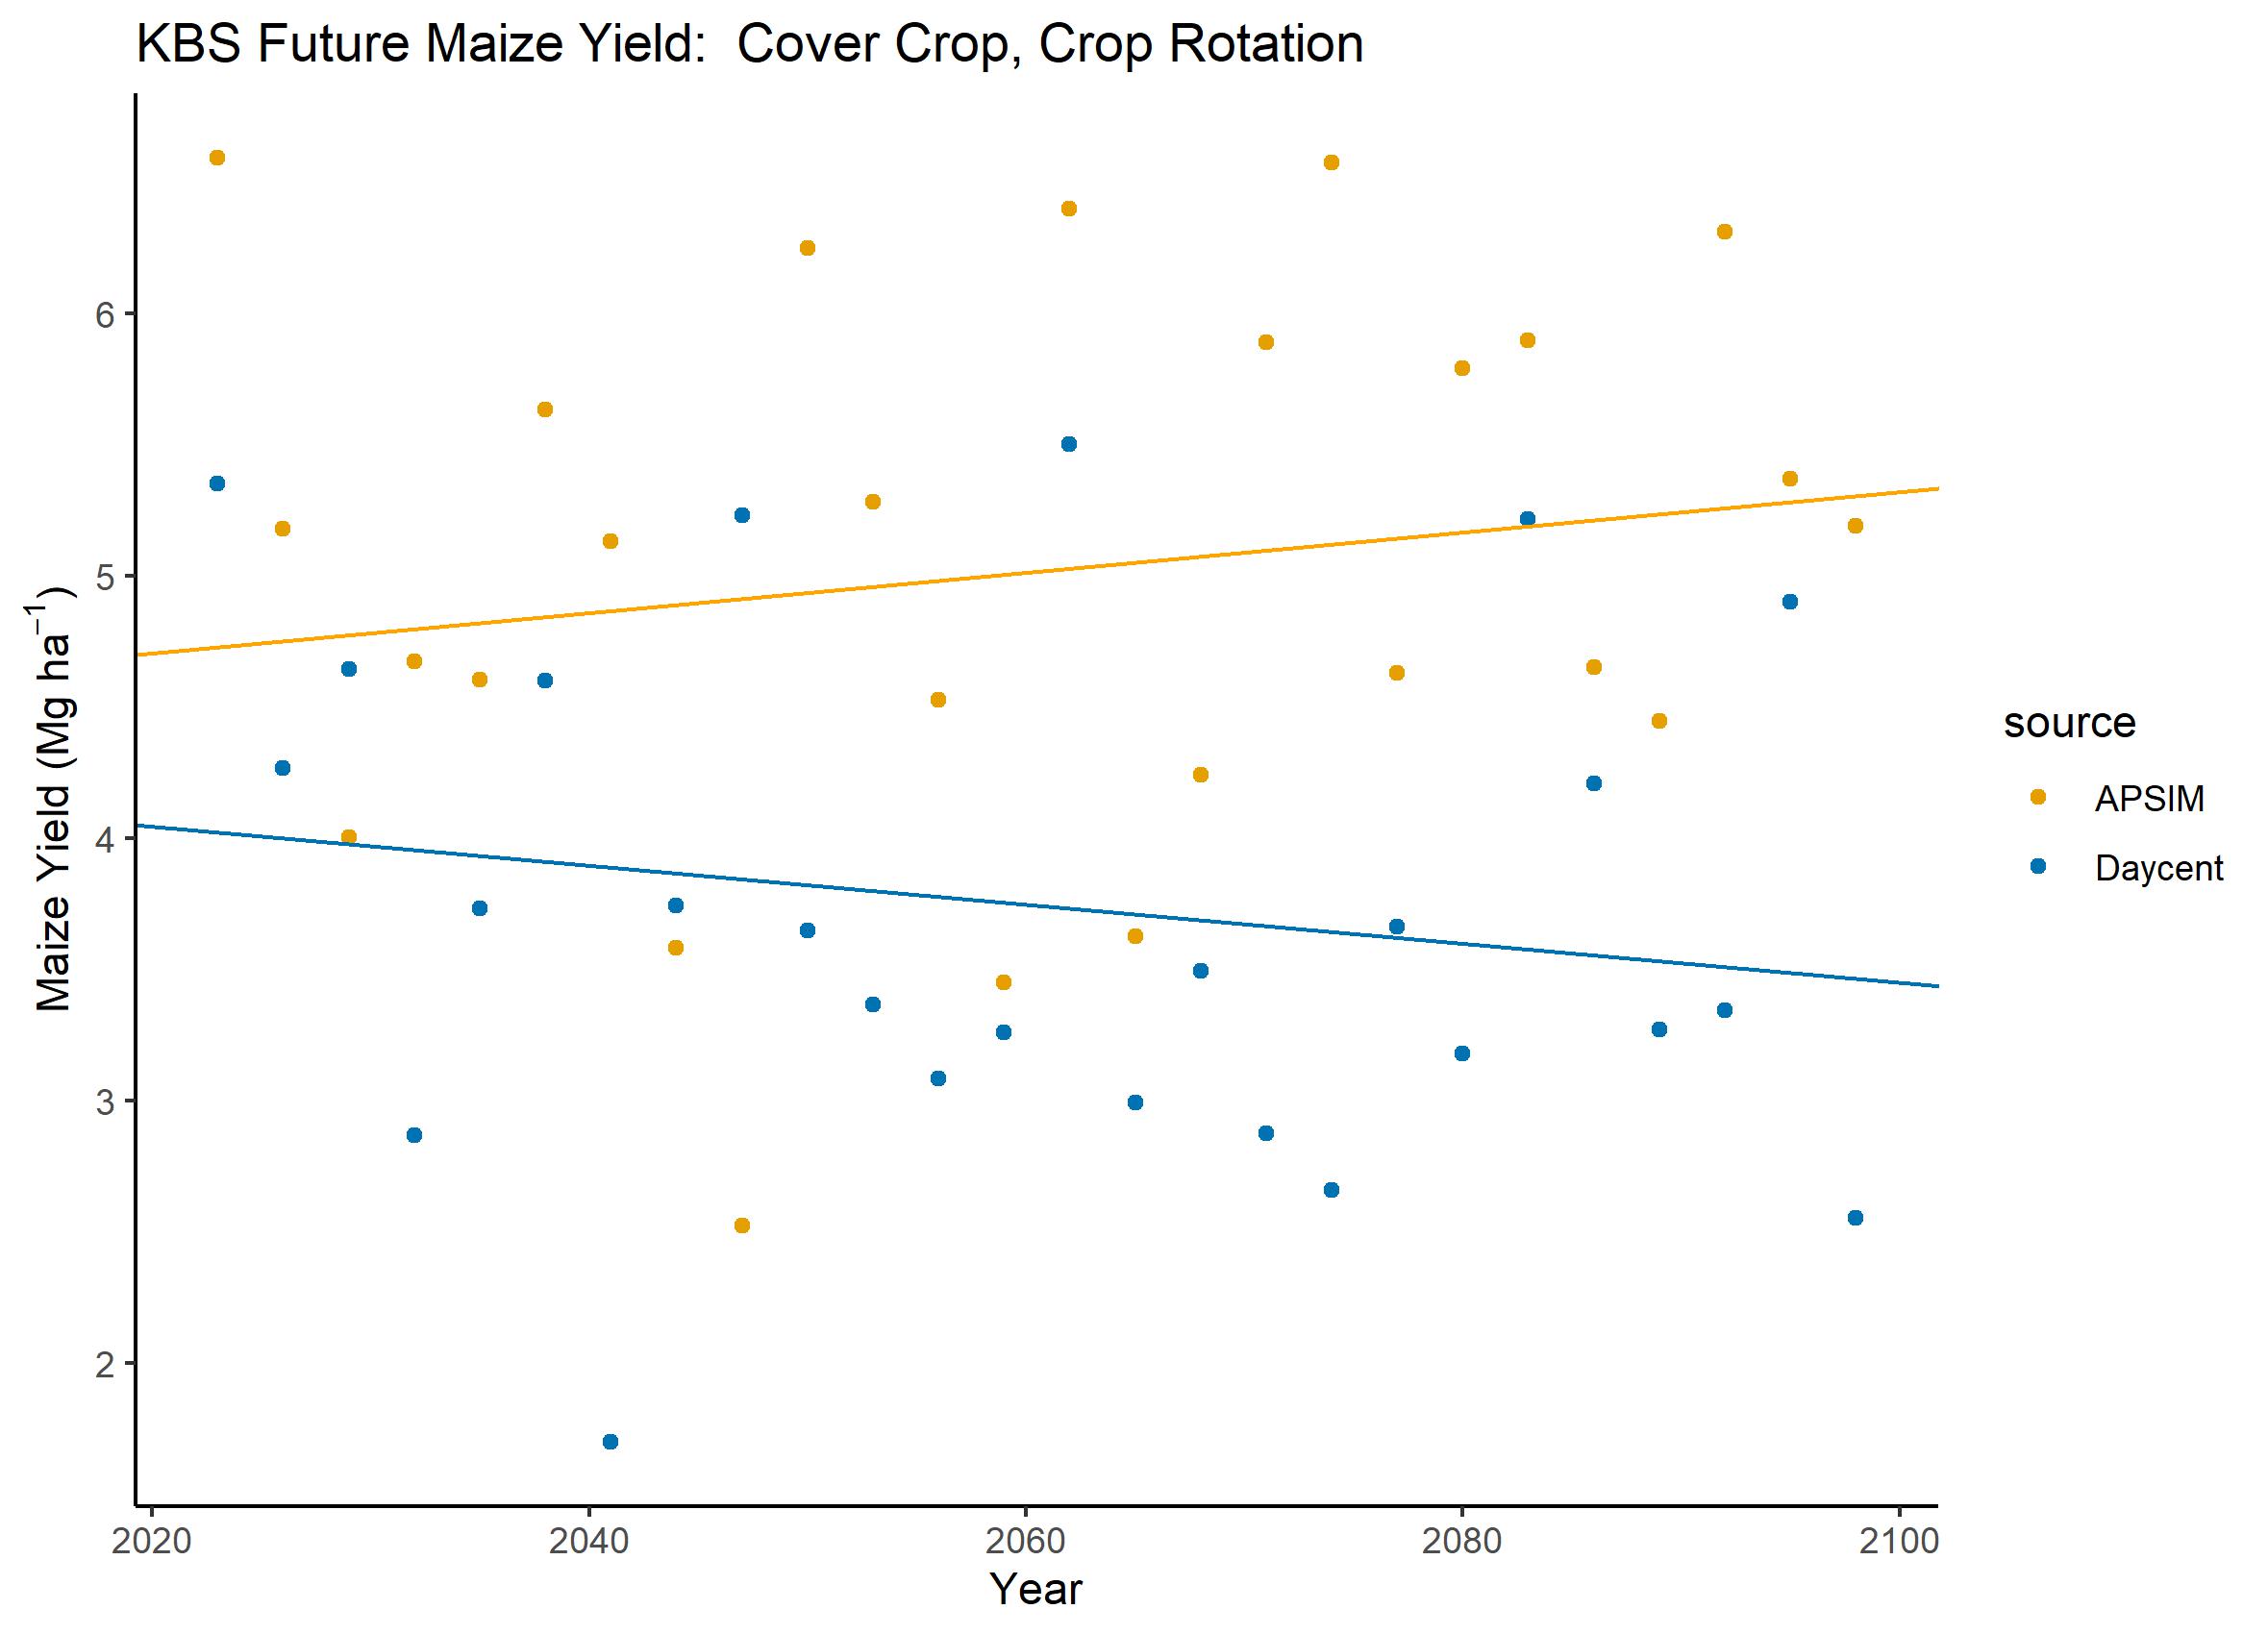 KBS Future Maize Yield:  Cover Crop, Crop Rotation
Maize Yield (Mg ha⁻¹)
6
5
4
3
2
2020 2040 2060 2080 2100
Year
source
APSIM
Daycent